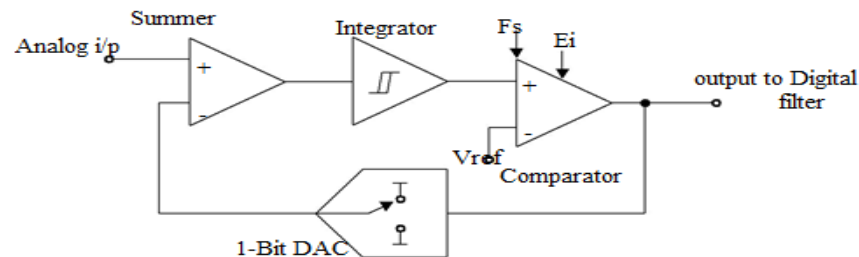 Summer
Integrator
Fs
Ei
Analog i/p
+
-
+
-
output to Digital
filter
Vref
Comparator
1-Bit DAC